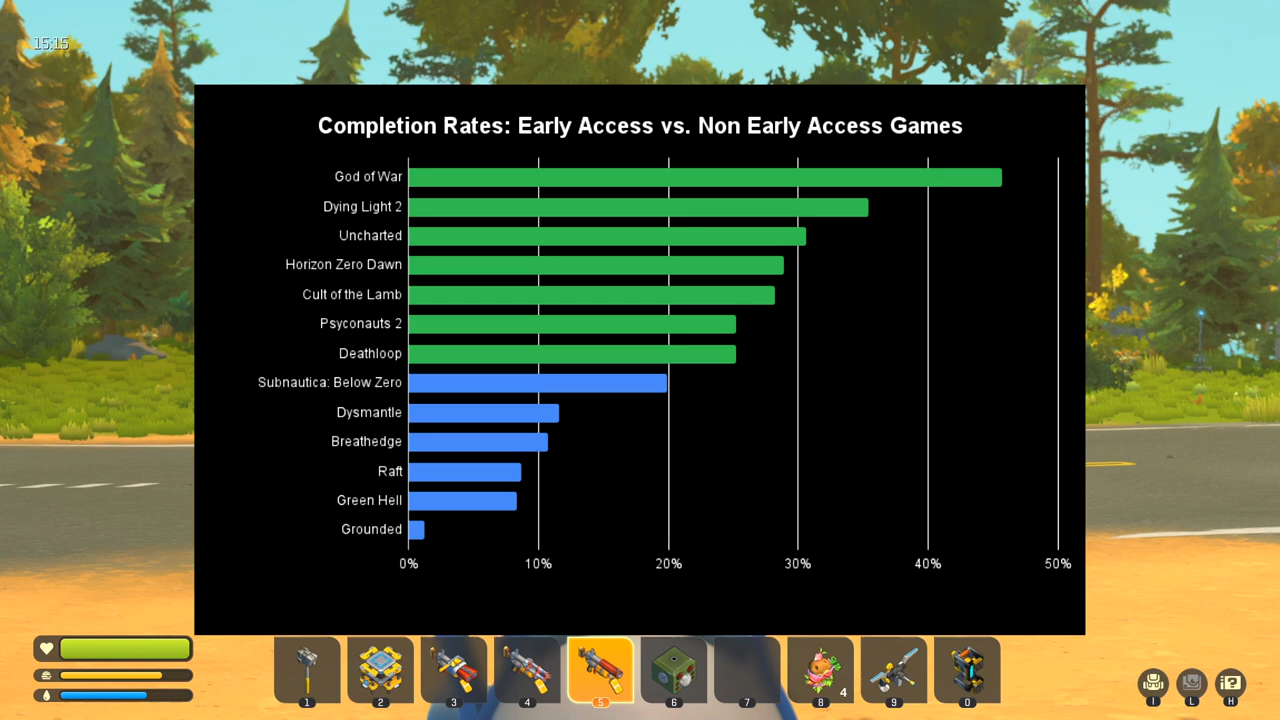 15:15
Completion Rates: Early Access vs. Non Early Access Games
God of War
Dying Light 2
Uncharted
Horizon Zero Dawn
Cult of the Lamb
Psyconauts 2
Deathloop
Subnautica: Below Zero
Dysmantle
Breathedge
Raft
Green Hell
Grounded
0% 10% 20% 30% 40% 50%
4
1 2 3 4 5 6 7 8 9 0
I L H